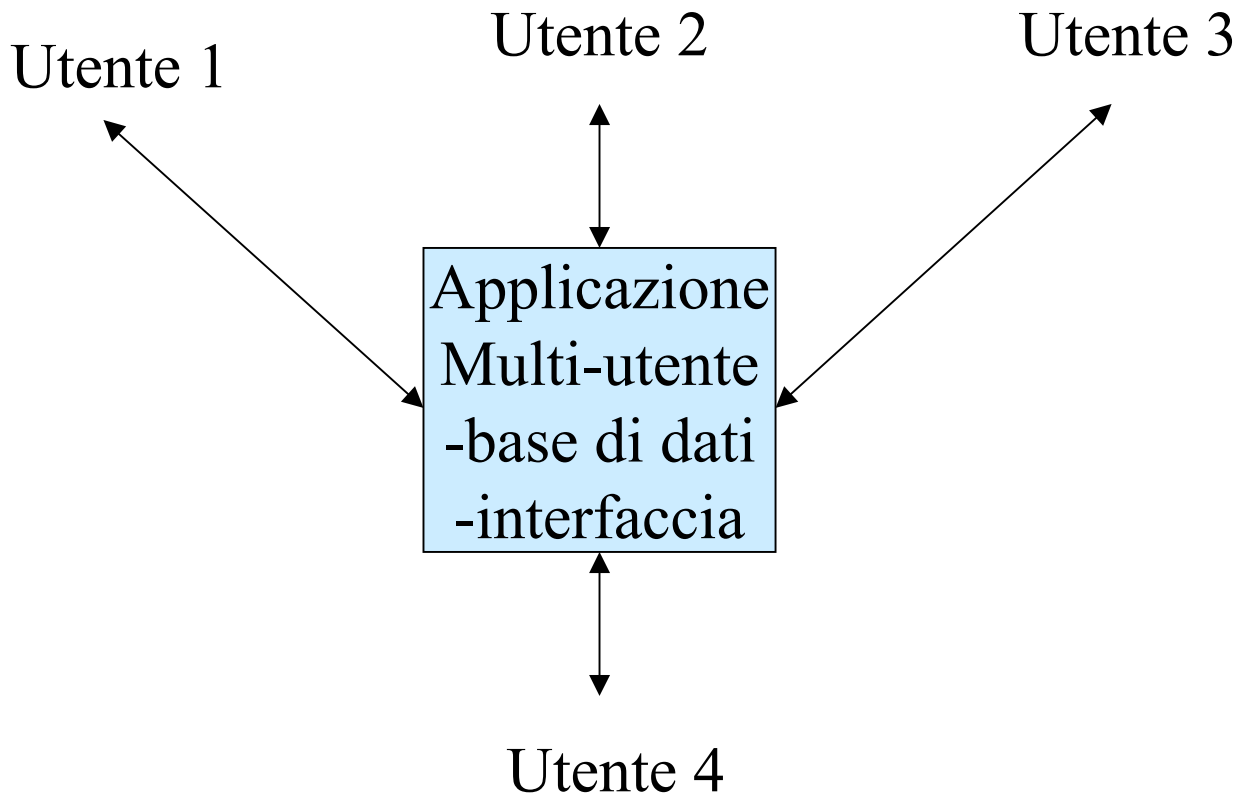 Utente 1
Utente 2
Utente 3
Applicazione
Multi-utente
-base di dati
-interfaccia
Utente 4